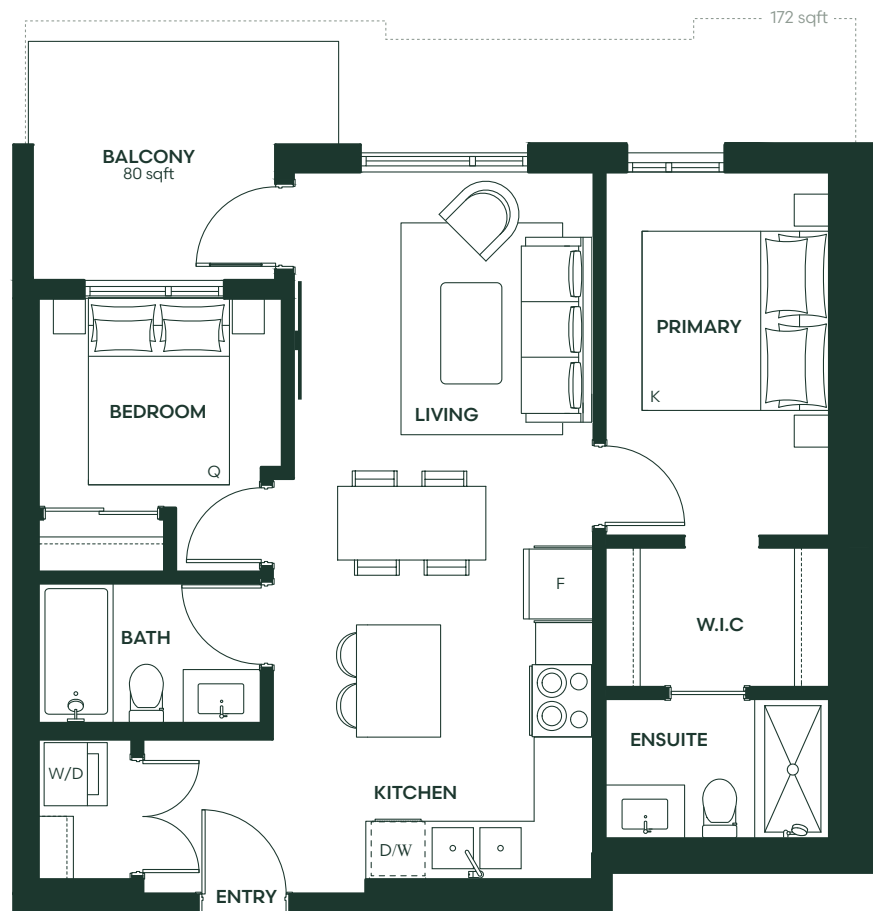 172 sqft
BALCONY
80 sqft
PRIMARY
K
BEDROOM
LIVING
Q
F
W.I.C
BATH
ENSUITE
W/D
KITCHEN
D/W
ENTRY